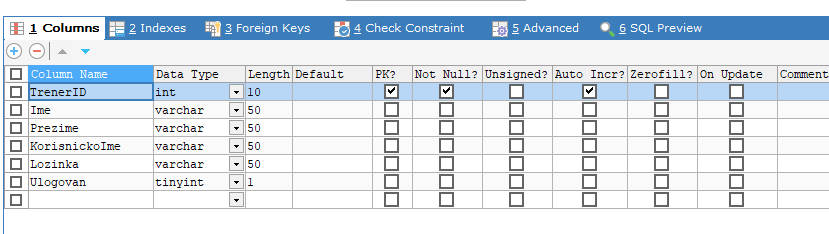 1 Columns 2 Indexes 3 Foreign Keys 4 Check Constraint 5 Advanced 6 SQL Preview
Column Name Data Type Length Default PK? Not Null? Unsigned? Auto Incr? Zerofill? On Update Comment
TrenerID int 10
Ime varchar 50
Prezime varchar 50
KorisnickoIme varchar 50
Lozinka varchar 50
Ulogovan tinyint 1